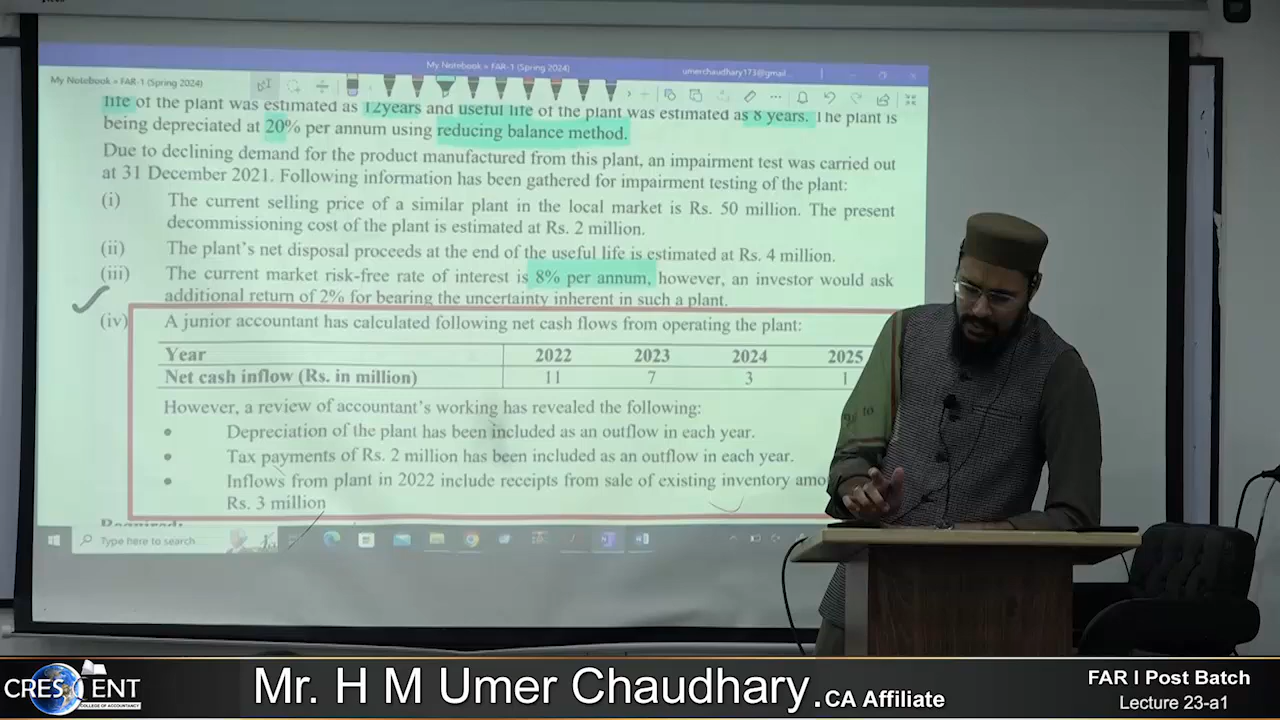 My Notebook » FAR-1 (Spring 2024)
umerchaudhary173@gmail...
My Notebook » FAR-1 (Spring 2024)
life of the plant was estimated as 12years and useful life of the plant was estimated as 8 years. The plant is
being depreciated at 20% per annum using reducing balance method.
Due to declining demand for the product manufactured from this plant, an impairment test was carried out
at 31 December 2021. Following information has been gathered for impairment testing of the plant:
(i) The current selling price of a similar plant in the local market is Rs. 50 million. The present
decommissioning cost of the plant is estimated at Rs. 2 million.
(ii) The plant's net disposal proceeds at the end of the useful life is estimated at Rs. 4 million.
(iii) The current market risk-free rate of interest is 8% per annum, however, an investor would ask
additional return of 2% for bearing the uncertainty inherent in such a plant.
(iv) A junior accountant has calculated following net cash flows from operating the plant:
Year 2022 2023 2024 2025
Net cash inflow (Rs. in million) 11 7 3 1
However, a review of accountant's working has revealed the following:
• Depreciation of the plant has been included as an outflow in each year.
• Tax payments of Rs. 2 million has been included as an outflow in each year.
• Inflows from plant in 2022 include receipts from sale of existing inventory to
Rs. 3 million
Required:
Type here to search
CRESCENT
COLLEGE OF ACCOUNTANCY
Mr. H M Umer Chaudhary .CA Affiliate
FAR I Post Batch
Lecture 23-a1